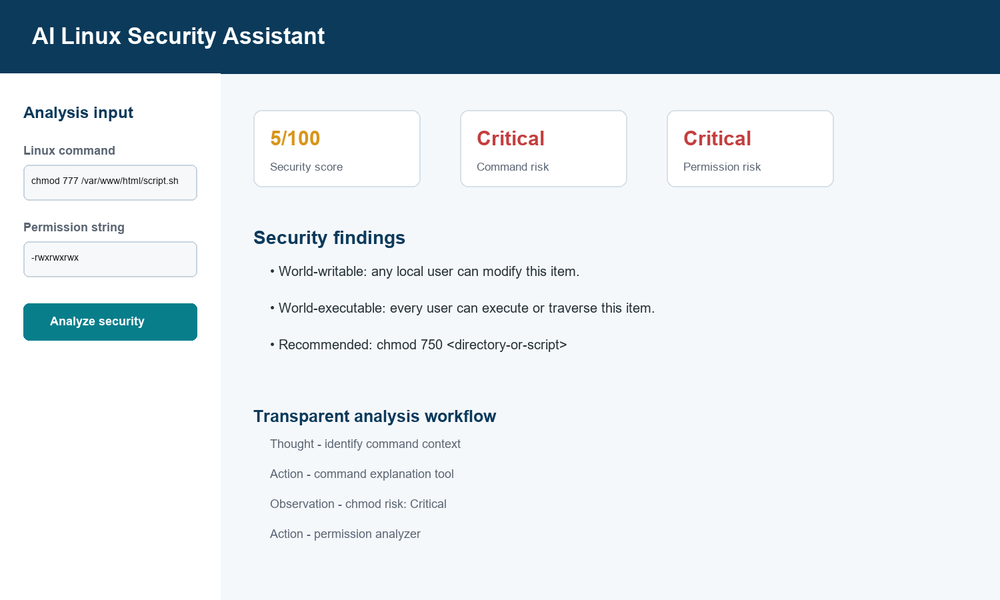 AI Linux Security Assistant
Analysis input
Linux command
chmod 777 /var/www/html/script.sh
Permission string
-rwxrwxrwx
Analyze security
5/100
Security score
Critical
Command risk
Critical
Permission risk
Security findings
• World-writable: any local user can modify this item.
• World-executable: every user can execute or traverse this item.
• Recommended: chmod 750 <directory-or-script>
Transparent analysis workflow
Thought - identify command context
Action - command explanation tool
Observation - chmod risk: Critical
Action - permission analyzer